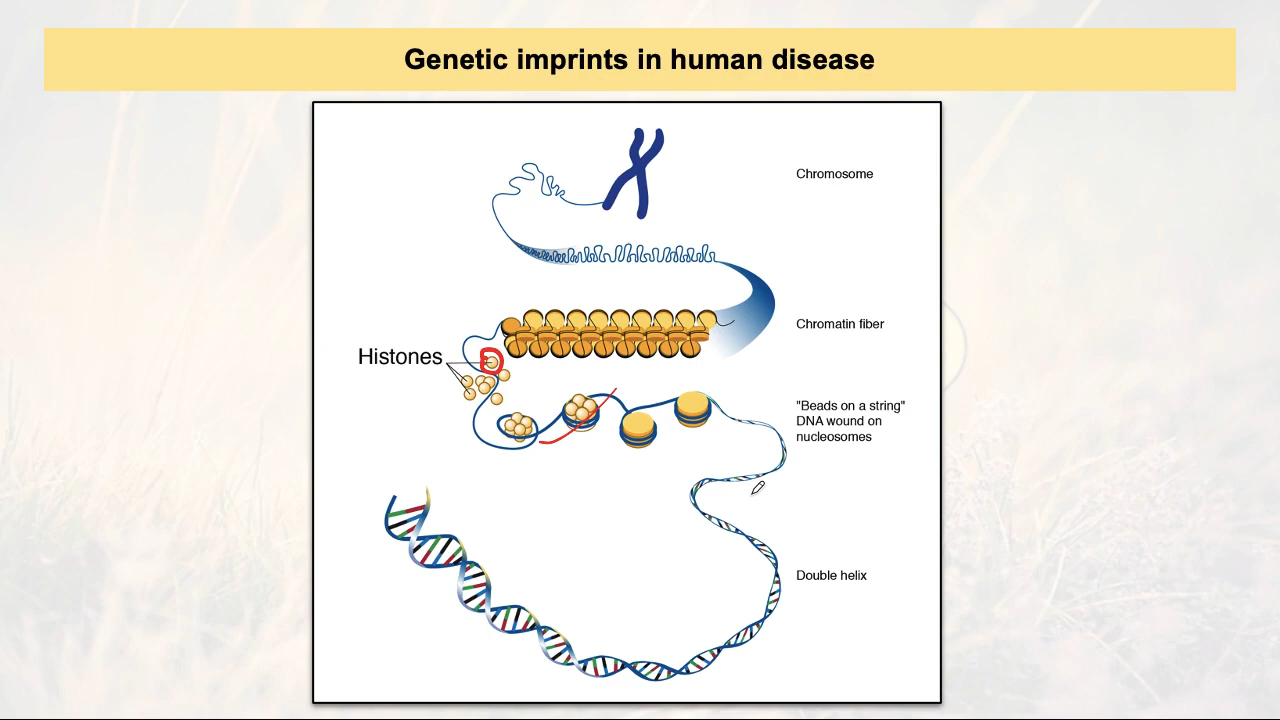 Genetic imprints in human disease
Chromosome
Chromatin fiber
Histones
"Beads on a string"
DNA wound on
nucleosomes
Double helix